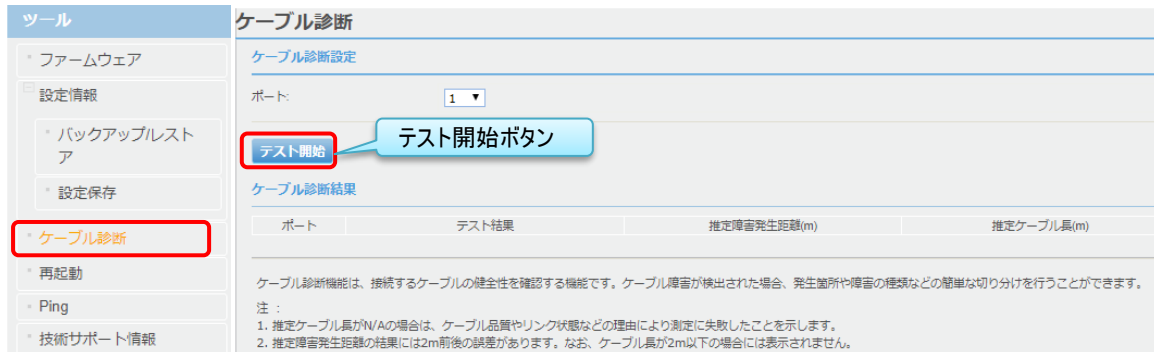 ツール
ファームウェア
設定情報
バックアップ/レスト
ア
設定保存
ケーブル診断
再起動
Ping
技術サポート情報
ケーブル診断
ケーブル診断設定
ポート:
1
テスト開始
テスト開始ボタン
ケーブル診断結果
ポート テスト結果 推定障害発生距離(m) 推定ケーブル長(m)
ケーブル診断機能は、接続するケーブルの健全性を確認する機能です。ケーブル障害が検出された場合、発生箇所や障害の種類などの簡単な切り分けを行うことができます。
注 :
1. 推定ケーブル長がN/Aの場合は、ケーブル品質やリンク状態などの理由により測定に失敗したことを示します。
2. 推定障害発生距離の結果には2m前後の誤差があります。なお、ケーブル長が2m以下の場合には表示されません。